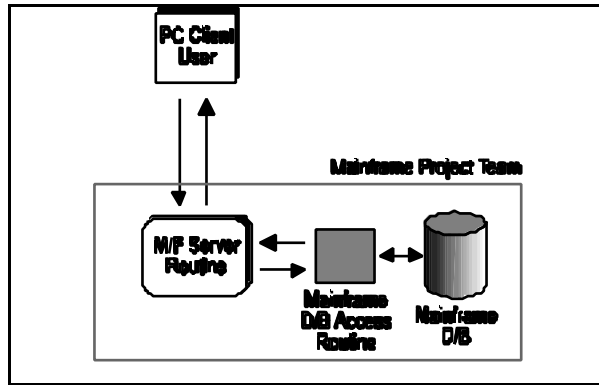 PC Client
User
Mainframe Project Team
M/F Server
Routine
Mainframe
D/B Access
Routine
Mainframe
D/B